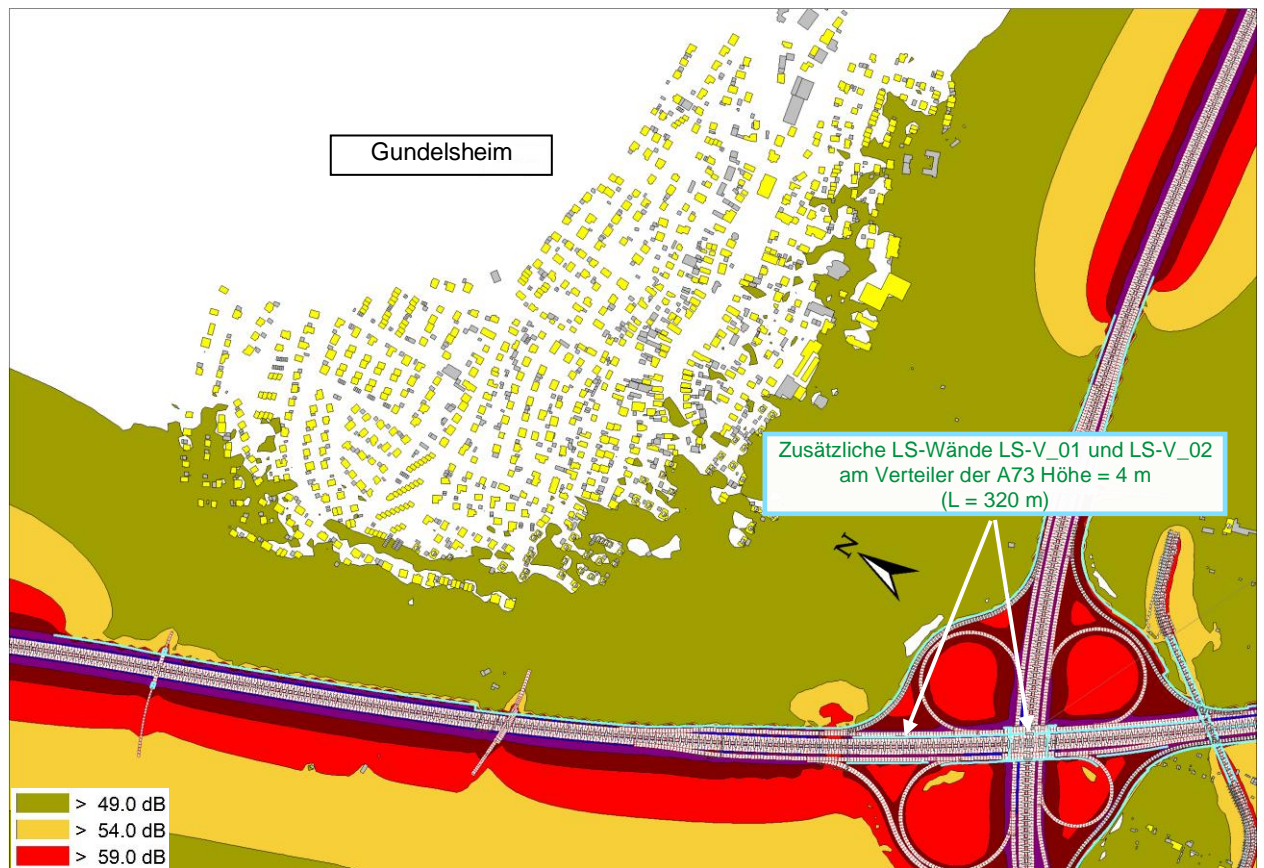 Gundelsheim
Zusätzliche LS-Wände LS-V_01 und LS-V_02
am Verteiler der A73 Höhe = 4 m
(L = 320 m)
N
> 49.0 dB
> 54.0 dB
> 59.0 dB